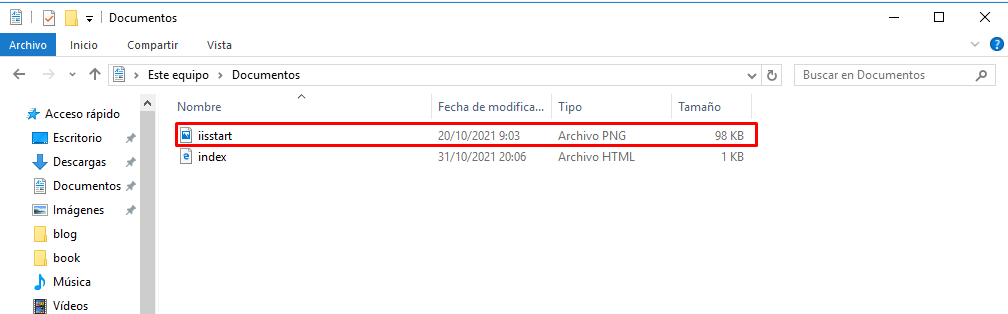 Documentos
Archivo Inicio Compartir Vista
Este equipo Documentos Buscar en Documentos
Nombre Fecha de modifica... Tipo Tamaño
Acceso rápido
Escritorio
Descargas
Documentos
Imágenes
blog
book
Música
Vídeos
iisstart 20/10/2021 9:03 Archivo PNG 98 KB
index 31/10/2021 20:06 Archivo HTML 1 KB